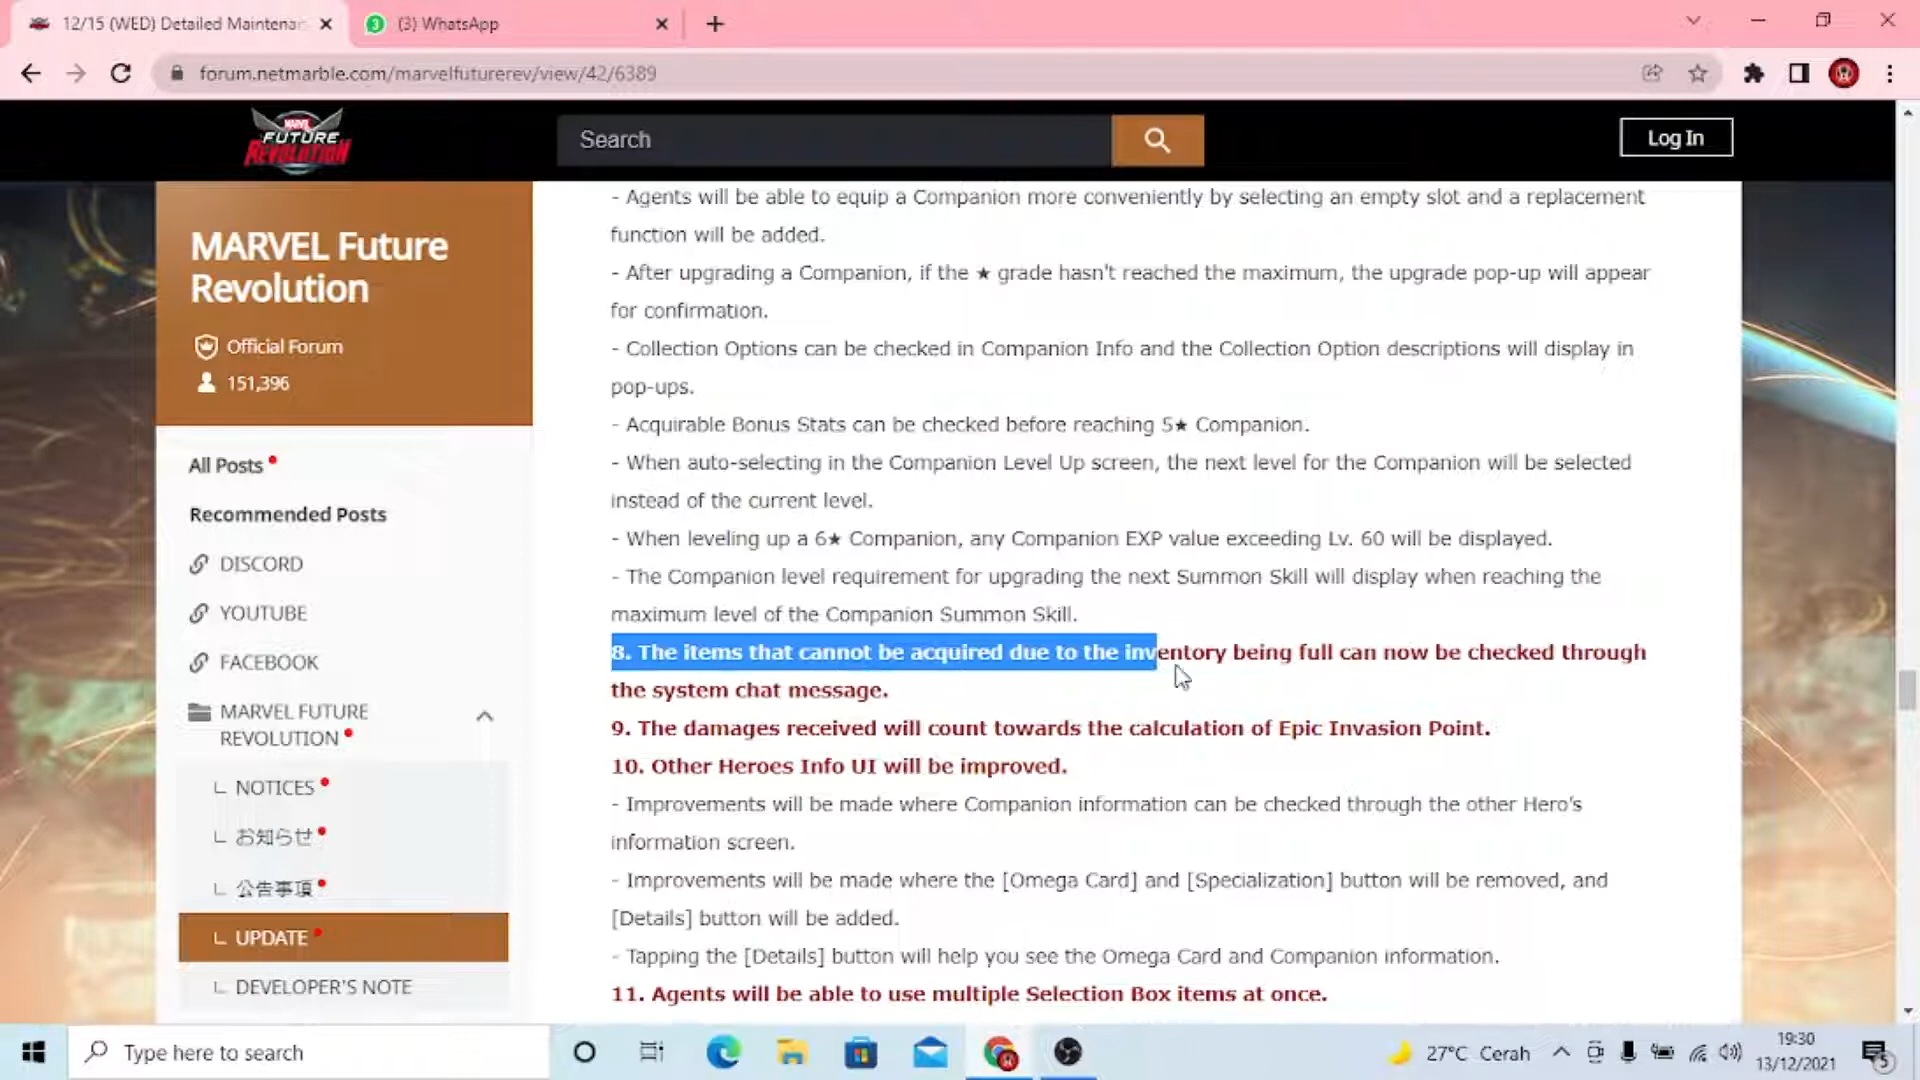 12/15 (WED) Detailed Maintenan
(3) WhatsApp
forum.netmarble.com/marvelfuturerev/view/42/6389
MARVEL
FUTURE
REVOLUTION
Search
Log In
MARVEL Future
Revolution
Official Forum
151,396
All Posts
Recommended Posts
DISCORD
YOUTUBE
FACEBOOK
MARVEL FUTURE
REVOLUTION
NOTICES
お知らせ
公告事項
UPDATE
DEVELOPER'S NOTE
- Agents will be able to equip a Companion more conveniently by selecting an empty slot and a replacement
function will be added.
- After upgrading a Companion, if the ★ grade hasn't reached the maximum, the upgrade pop-up will appear
for confirmation.
- Collection Options can be checked in Companion Info and the Collection Option descriptions will display in
pop-ups.
- Acquirable Bonus Stats can be checked before reaching 5★ Companion.
- When auto-selecting in the Companion Level Up screen, the next level for the Companion will be selected
instead of the current level.
- When leveling up a 6★ Companion, any Companion EXP value exceeding Lv. 60 will be displayed.
- The Companion level requirement for upgrading the next Summon Skill will display when reaching the
maximum level of the Companion Summon Skill.
8. The items that cannot be acquired due to the inventory being full can now be checked through
the system chat message.
9. The damages received will count towards the calculation of Epic Invasion Point.
10. Other Heroes Info UI will be improved.
- Improvements will be made where Companion information can be checked through the other Hero's
information screen.
- Improvements will be made where the [Omega Card] and [Specialization] button will be removed, and
[Details] button will be added.
- Tapping the [Details] button will help you see the Omega Card and Companion information.
11. Agents will be able to use multiple Selection Box items at once.
Type here to search
27°C Cerah
19:30
13/12/2021
5